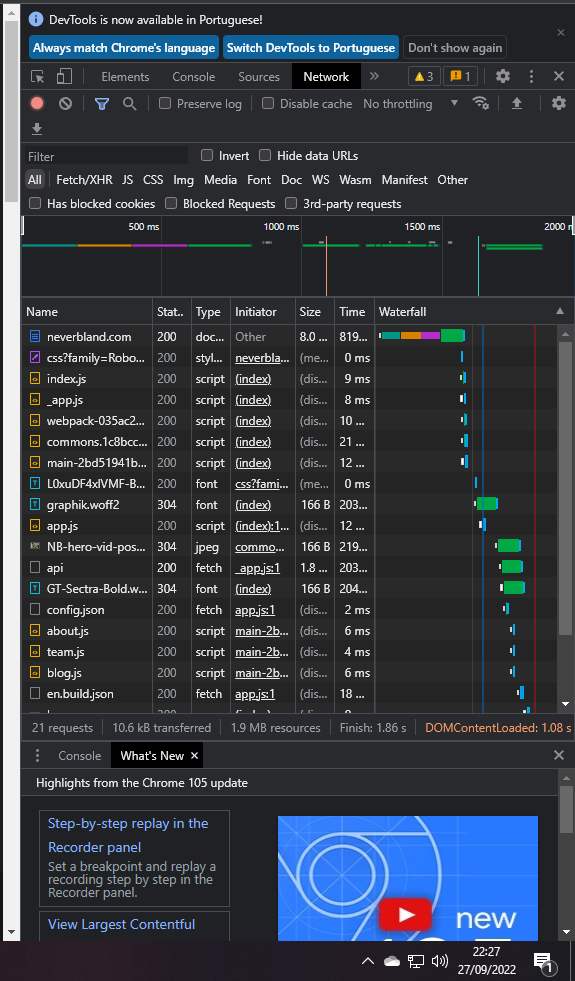 DevTools is now available in Portuguese!
Always match Chrome's language Switch DevTools to Portuguese Don't show again
Elements Console Sources Network 3 1
Preserve log Disable cache No throttling
Filter Invert Hide data URLs
All Fetch/XHR JS CSS Img Media Font Doc WS Wasm Manifest Other
Has blocked cookies Blocked Requests 3rd-party requests
500 ms 1000 ms 1500 ms 2000 m
Name Stat.. Type Initiator Size Time Waterfall
neverbland.com 200 doc... Other 8.0 ... 819...
css?family=Robo... 200 styl... neverbla... (me... 0 ms
index.js 200 script (index) (dis... 9 ms
_app.js 200 script (index) (dis... 8 ms
webpack-035ac2... 200 script (index) (dis... 10 ...
commons.1c8bcc... 200 script (index) (dis... 21 ...
main-2bd51941b... 200 script (index) (dis... 12 ...
L0xuDF4xlVMF-B... 200 font css?fami... (me... 0 ms
graphik.woff2 304 font (index) 166 B 203...
app.js 200 script (index):1... (dis... 12 ...
NB-hero-vid-pos... 304 jpeg commo... 166 B 219...
api 200 fetch _app.js:1 1.8 ... 203...
GT-Sectra-Bold.w... 304 font (index) 166 B 204...
config.json 200 fetch app.js:1 (dis... 2 ms
about.js 200 script main-2b... (dis... 6 ms
team.js 200 script main-2b... (dis... 4 ms
blog.js 200 script main-2b... (dis... 6 ms
en.build.json 200 fetch app.js:1 (dis... 18 ...
21 requests 10.6 kB transferred 1.9 MB resources Finish: 1.86 s DOMContentLoaded: 1.08 s
Console What's New
Highlights from the Chrome 105 update
Step-by-step replay in the
Recorder panel
Set a breakpoint and replay a
recording step by step in the
Recorder panel.
View Largest Contentful
new
22:27
27/09/2022
1